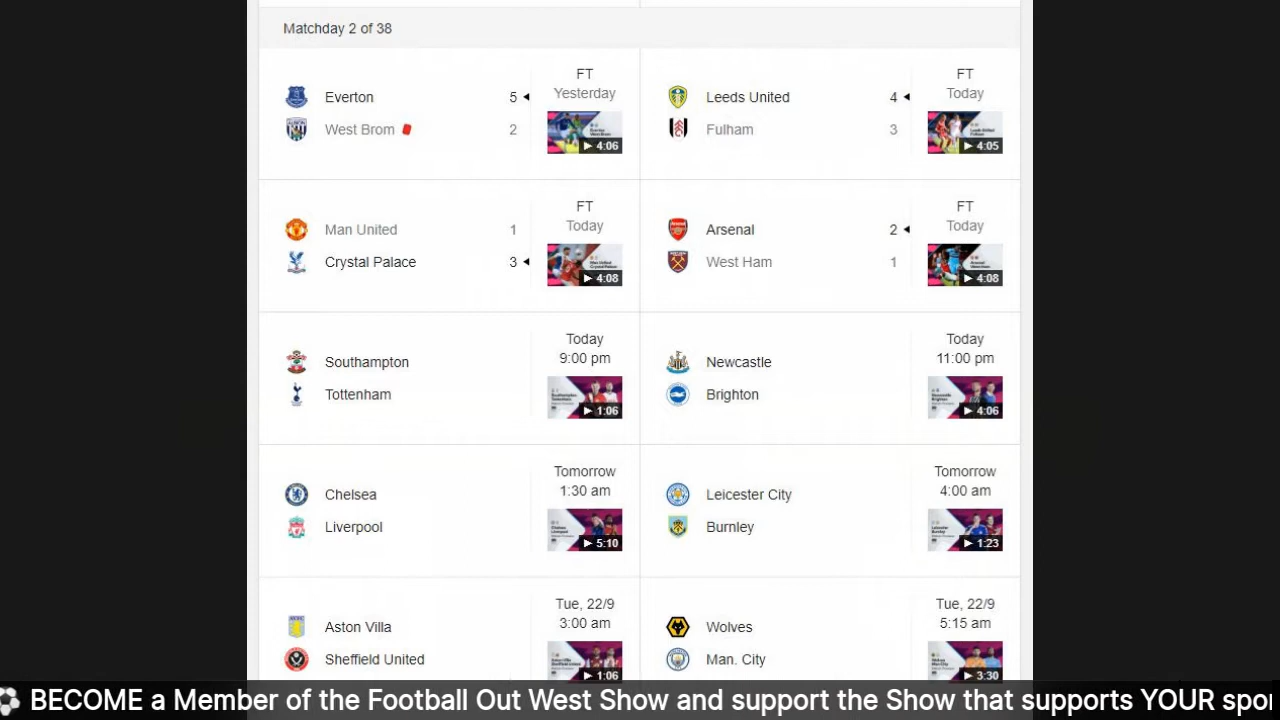 Matchday 2 of 38
Everton 5
West Brom 2
FT
Yesterday
4:06
Leeds United 4
Fulham 3
FT
Today
4:05
Man United 1
Crystal Palace 3
FT
Today
4:08
Arsenal 2
West Ham 1
FT
Today
4:08
Southampton
Tottenham
Today
9:00 pm
1:06
Newcastle
Brighton
Today
11:00 pm
4:06
Chelsea
Liverpool
Tomorrow
1:30 am
5:10
Leicester City
Burnley
Tomorrow
4:00 am
1:23
Aston Villa
Sheffield United
Tue, 22/9
3:00 am
1:06
Wolves
Man. City
Tue, 22/9
5:15 am
3:30
BECOME a Member of the Football Out West Show and support the Show that supports YOUR spor